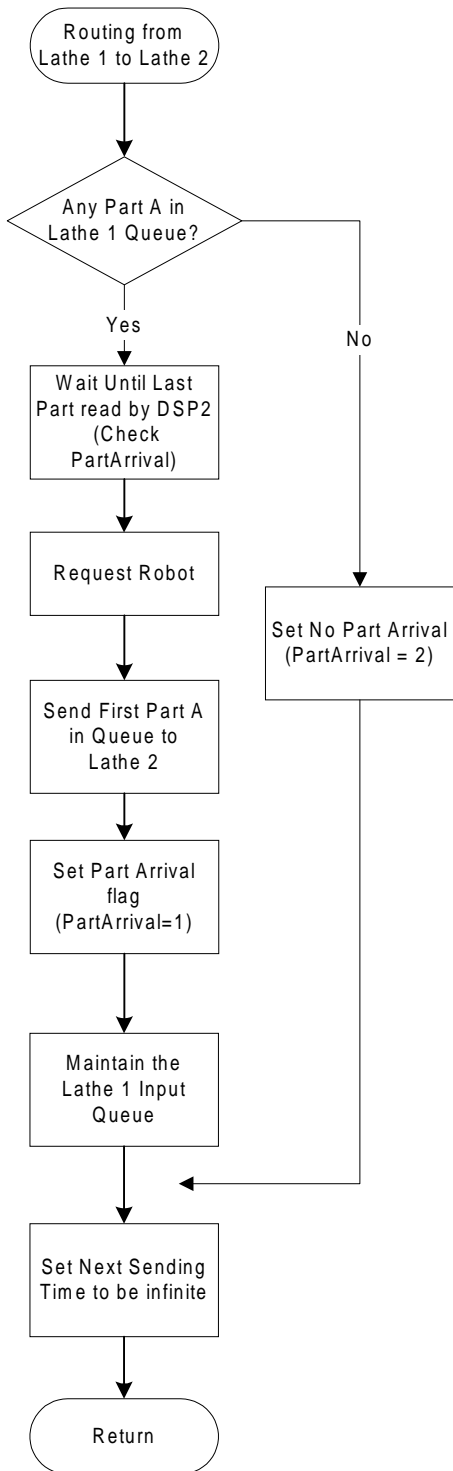 Routing from
Lathe 1 to Lathe 2
Any Part A in
Lathe 1 Queue?
Yes
No
Wait Until Last
Part read by DSP2
(Check
PartArrival)
Request Robot
Set No Part Arrival
(PartArrival = 2)
Send First Part A
in Queue to
Lathe 2
Set Part Arrival
flag
(PartArrival=1)
Maintain the
Lathe 1 Input
Queue
Set Next Sending
Time to be infinite
Return